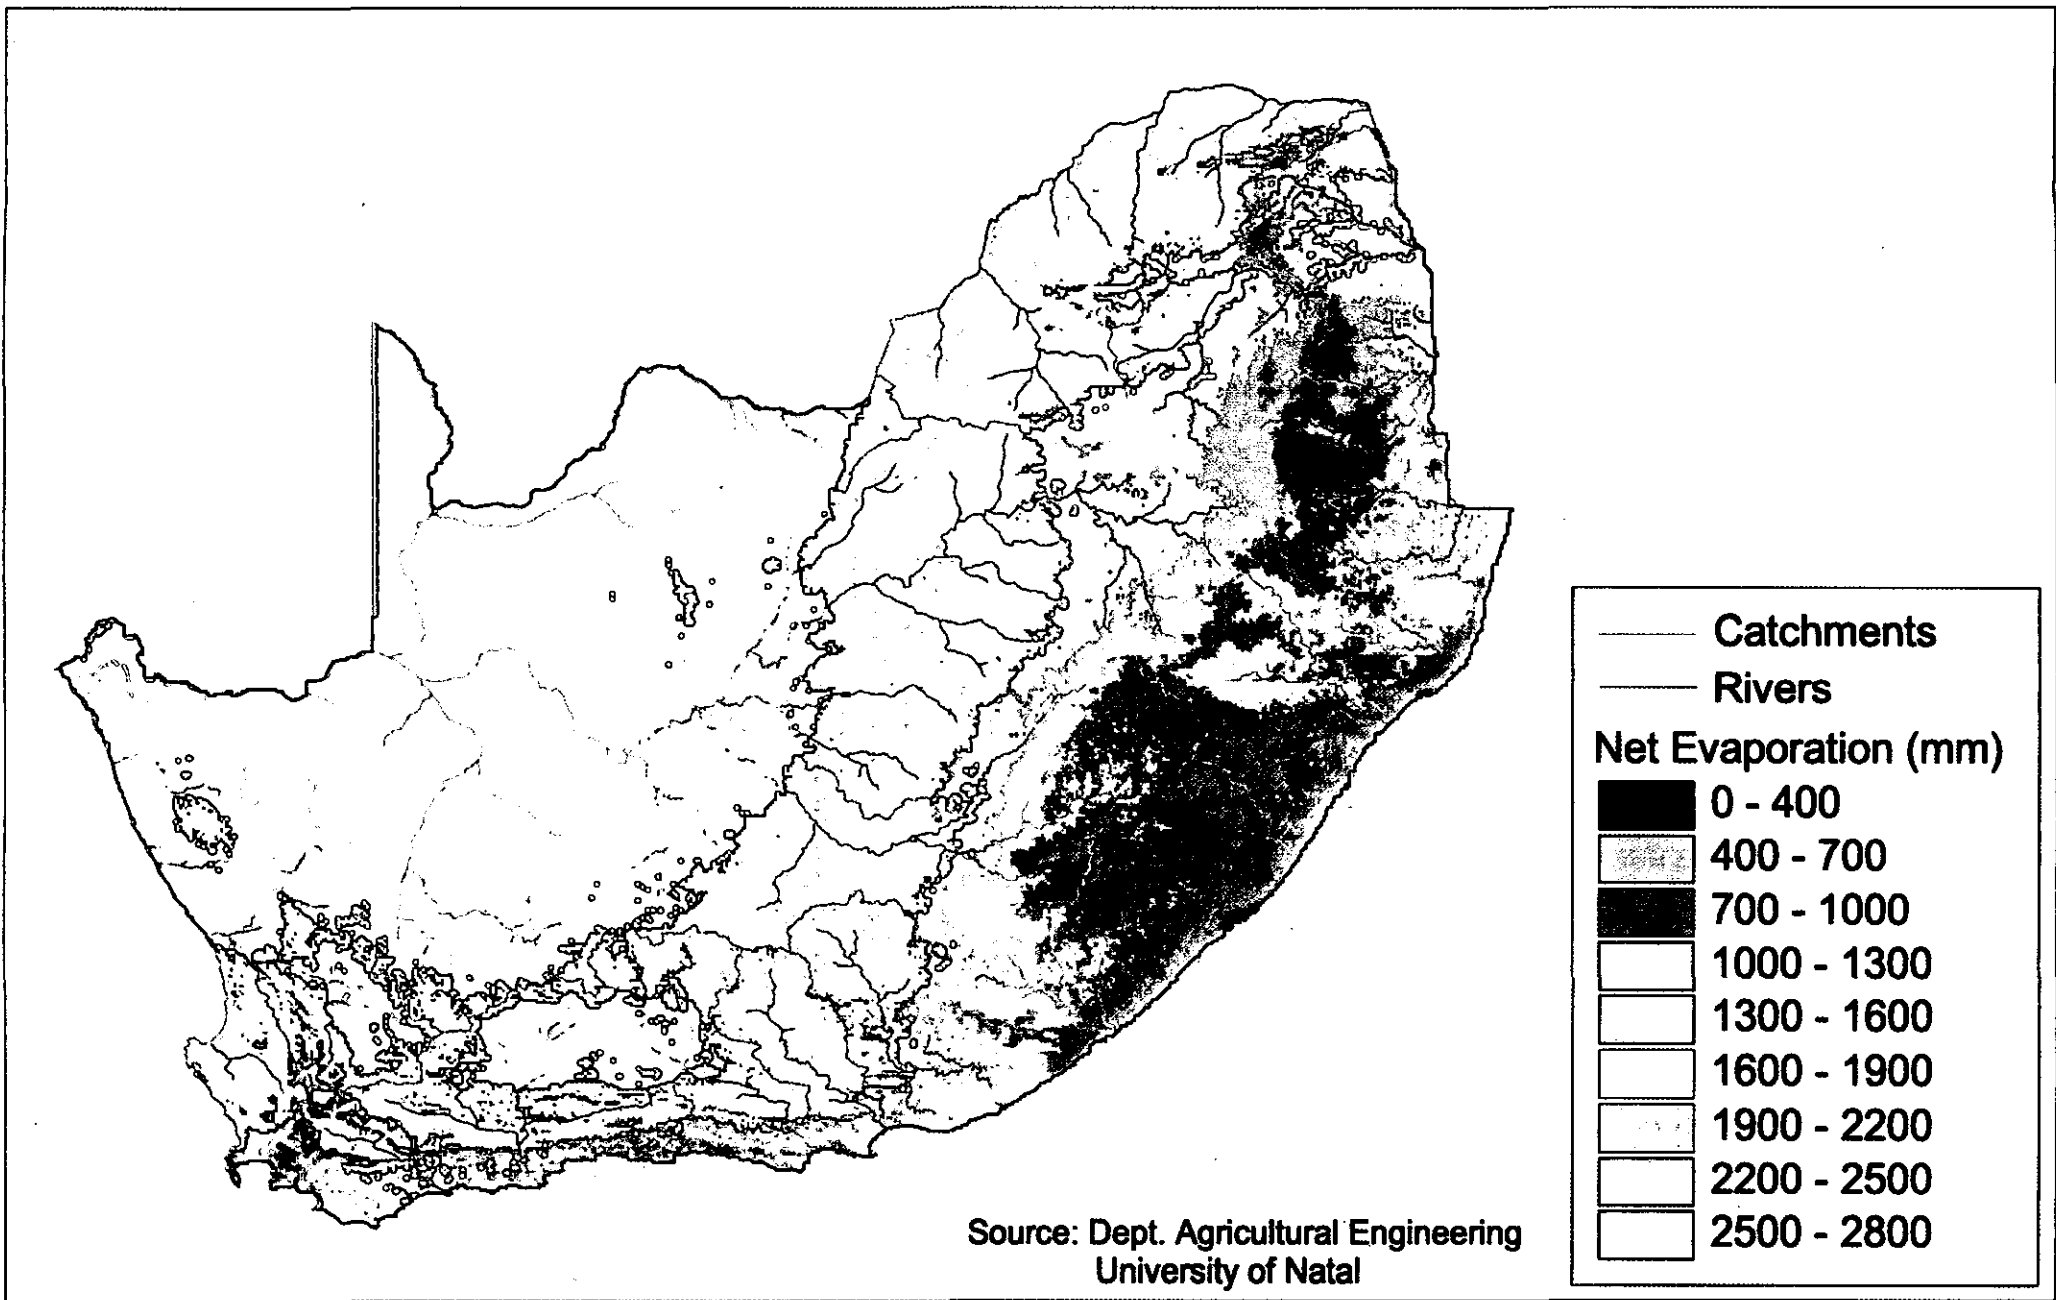 Catchments
Rivers
Net Evaporation (mm)
0 - 400
400 - 700
700 - 1000
1000 - 1300
1300 - 1600
1600 - 1900
1900 - 2200
2200 - 2500
2500 - 2800
Source: Dept. Agricultural Engineering
University of Natal